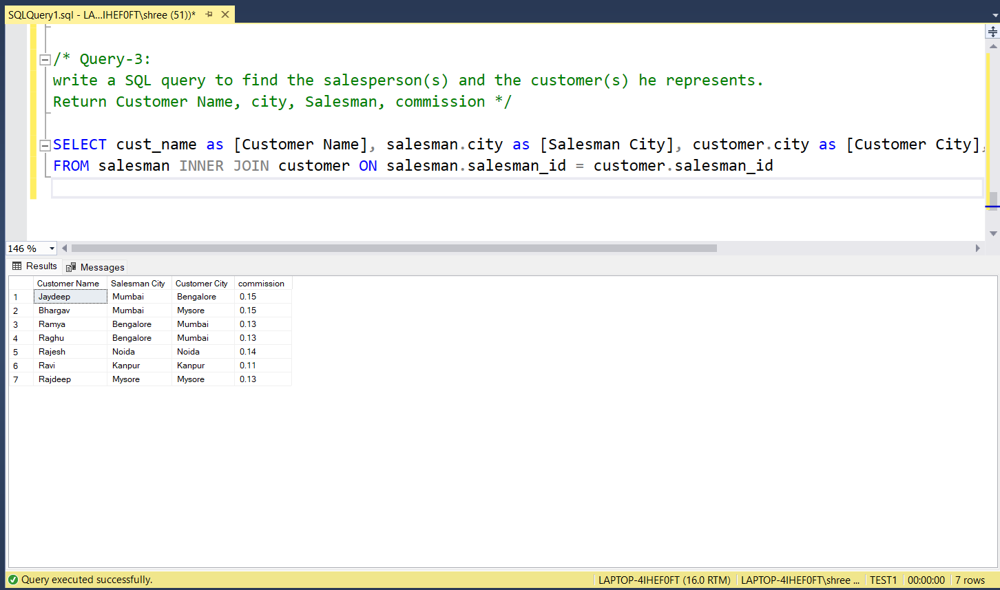 SQLQuery1.sql - LA...IHEF0FT\shree (51))*
/* Query-3:
write a SQL query to find the salesperson(s) and the customer(s) he represents.
Return Customer Name, city, Salesman, commission */
SELECT cust_name as [Customer Name], salesman.city as [Salesman City], customer.city as [Customer City],
FROM salesman INNER JOIN customer ON salesman.salesman_id = customer.salesman_id
146 %
Results Messages
Customer Name Salesman City Customer City commission
1 Jaydeep Mumbai Bengalore 0.15
2 Bhargav Mumbai Mysore 0.15
3 Ramya Bengalore Mumbai 0.13
4 Raghu Bengalore Mumbai 0.13
5 Rajesh Noida Noida 0.14
6 Ravi Kanpur Kanpur 0.11
7 Rajdeep Mysore Mysore 0.13
Query executed successfully. LAPTOP-4IHEF0FT (16.0 RTM) LAPTOP-4IHEF0FT\shree ... TEST1 00:00:00 7 rows